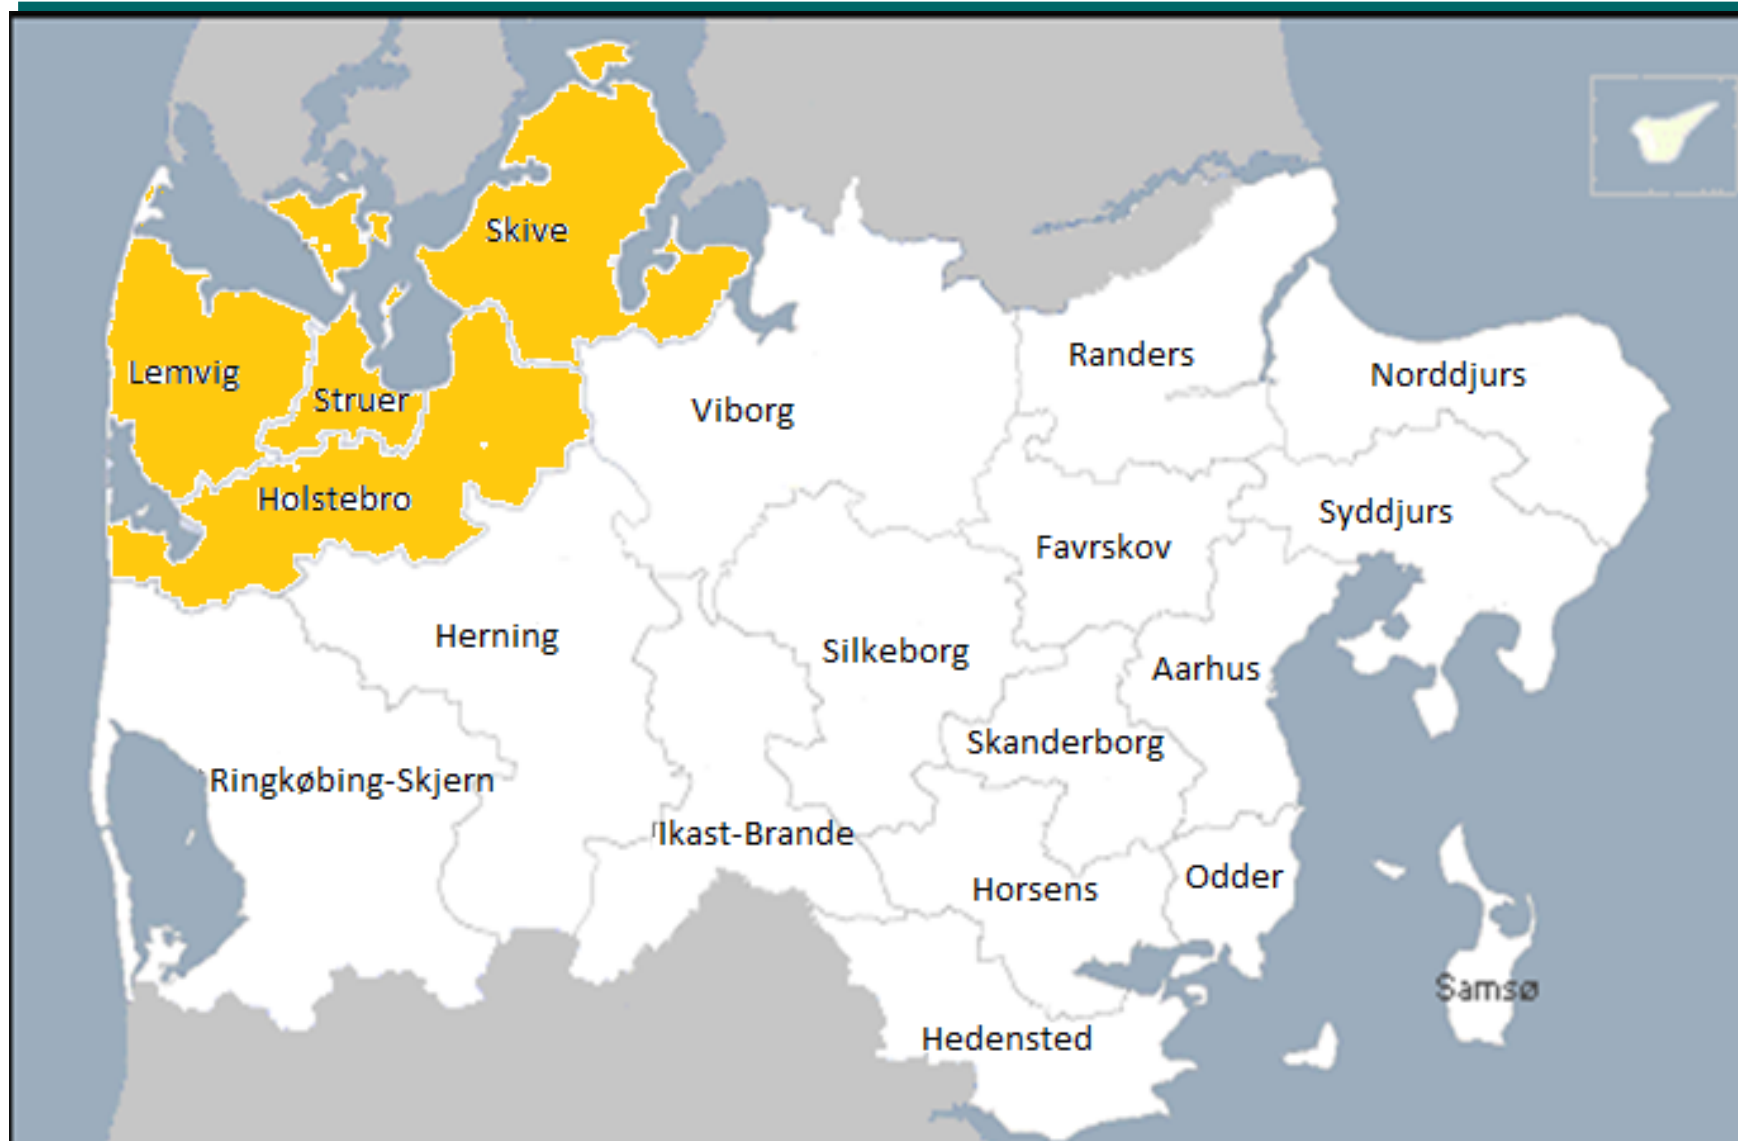 Skive
Randers
Lemvig
Norddjurs
Struer
Viborg
Holstebro
Syddjurs
Favrskov
Herning
Silkeborg
Aarhus
Skanderborg
Ringkøbing-Skjern
Ikast-Brande
Odder
Horsens
Samsø
Hedensted